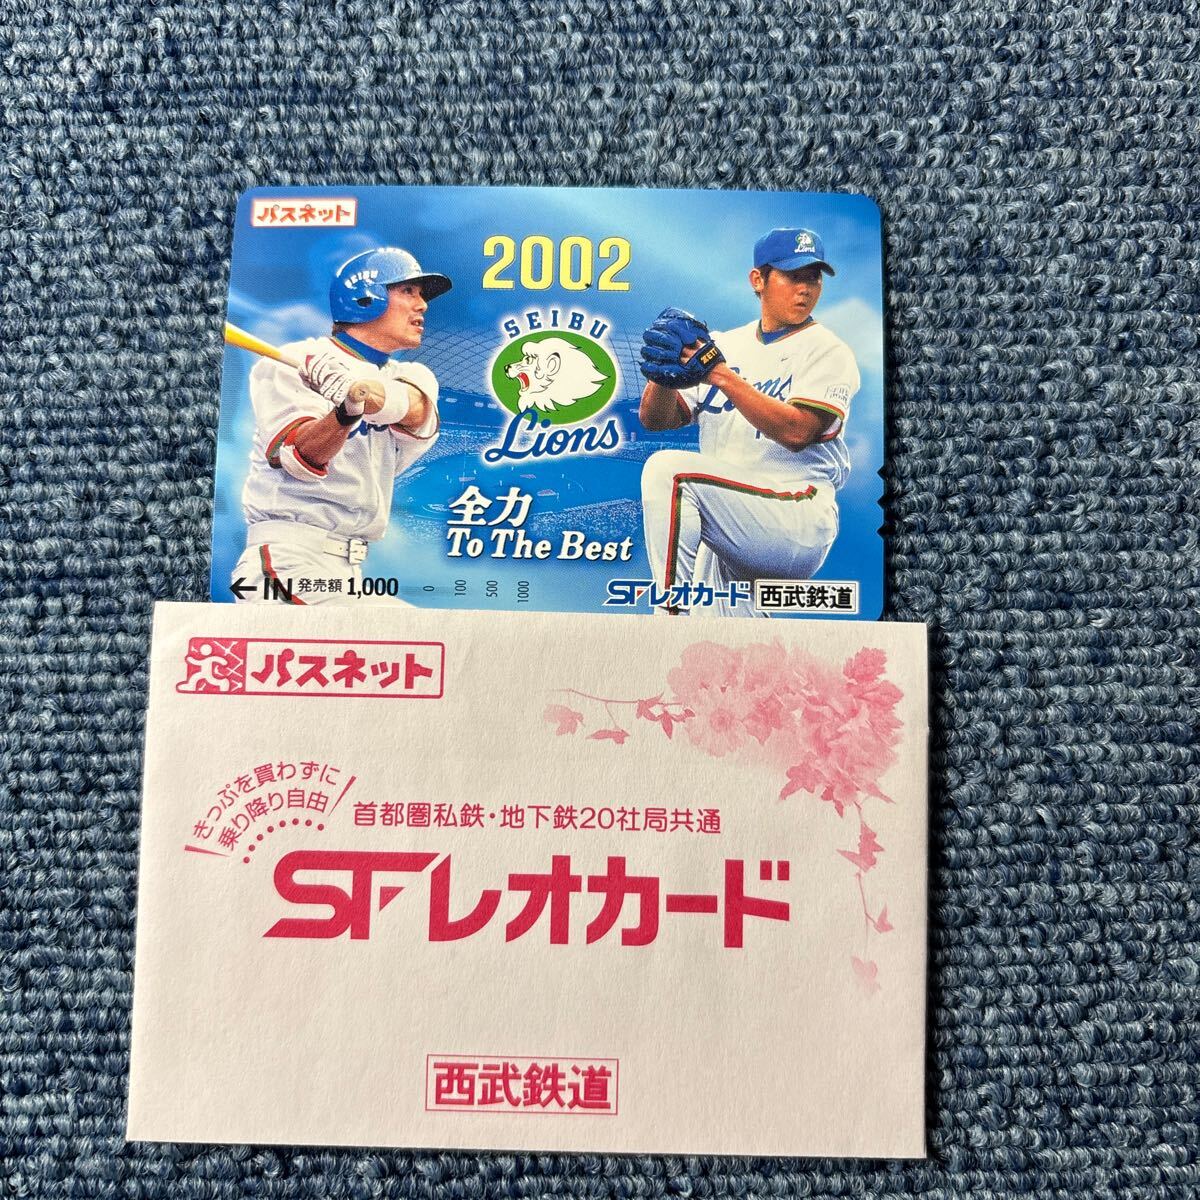 パスネット
2002
SEIBU
Lions
SEIBU
Lions
ZETT
Lions
全力
To The Best
←IN 発売額 1,000
0 100 500 1000
SFレオカード 西武鉄道
パスネット
きっぷを買わずに
乗り降り自由
首都圏私鉄・地下鉄20社局共通
SFレオカード
西武鉄道